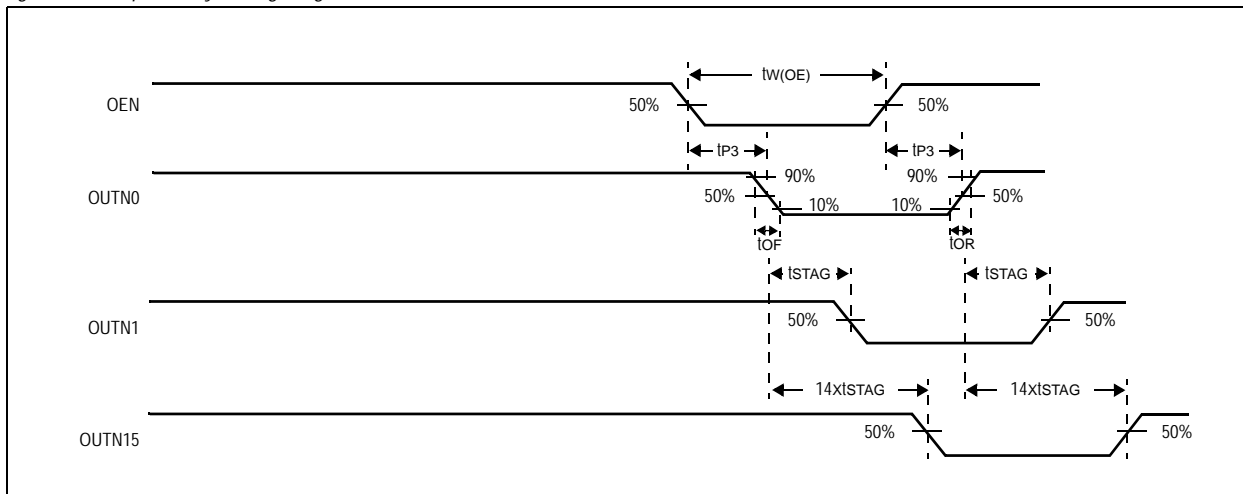 tW(OE)
OEN
50%
50%
tP3
tP3
90%
90%
OUTN0
50%
10%
10%
50%
tOF
tOR
tSTAG
tSTAG
OUTN1
50%
50%
14XtSTAG
14XtSTAG
OUTN15
50%
50%